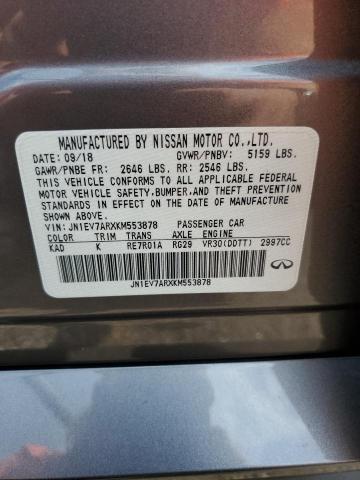 MANUFACTURED BY NISSAN MOTOR CO.,LTD.
DATE: 09/18 GVWR/PNBV: 5159 LBS.
GAWR/PNBE FR: 2646 LBS. RR: 2546 LBS.
THIS VEHICLE CONFORMS TO ALL APPLICABLE FEDERAL
MOTOR VEHICLE SAFETY,BUMPER,AND THEFT PREVENTION
STANDARDS IN EFFECT ON THE DATE OF MANUFACTURE
SHOWN ABOVE.
VIN: JN1EV7ARXKM553878 PASSENGER CAR
COLOR TRIM TRANS AXLE ENGINE
KAD K RE7R01A RG29 VR30(DDTT) 2997CC
JN1EV7ARXKM553878